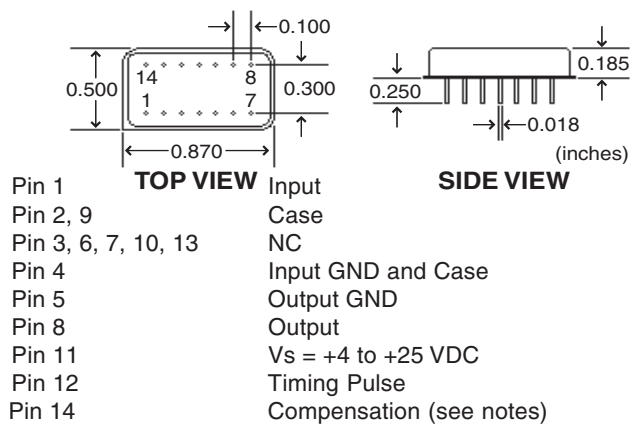 0.100
14 8
0.500 0.300
1 7
0.870
TOP VIEW
0.185
0.250
0.018
(inches)
SIDE VIEW
Pin 1 Input
Pin 2, 9 Case
Pin 3, 6, 7, 10, 13 NC
Pin 4 Input GND and Case
Pin 5 Output GND
Pin 8 Output
Pin 11 Vs = +4 to +25 VDC
Pin 12 Timing Pulse
Pin 14 Compensation (see notes)